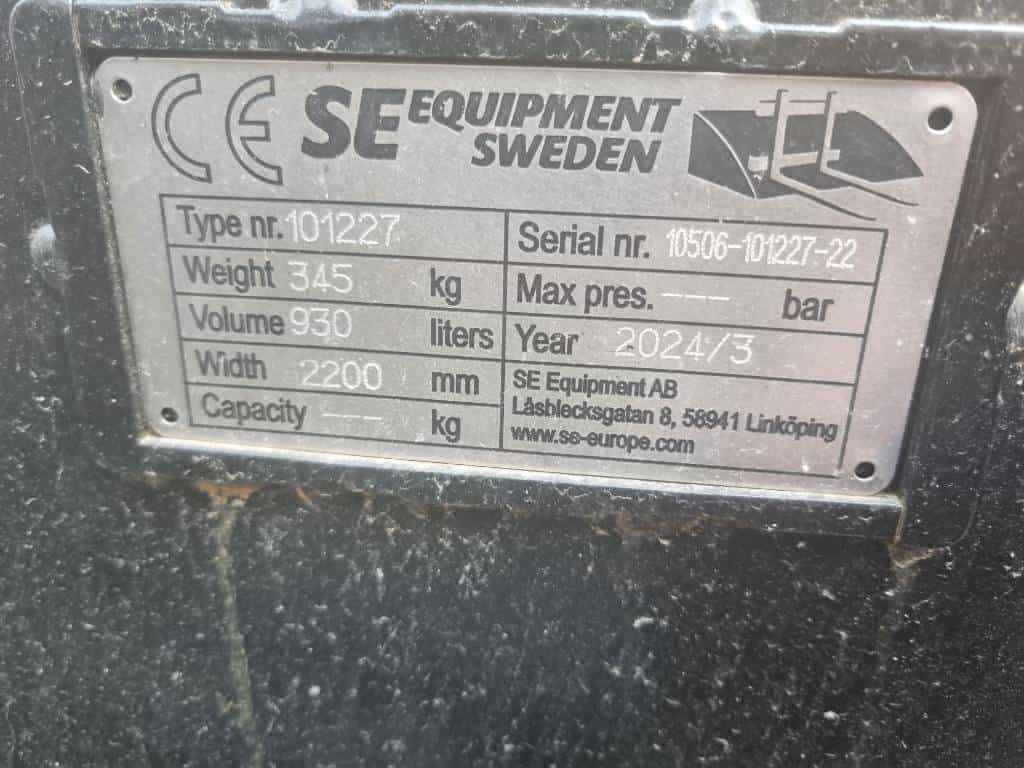 CE SE EQUIPMENT
SWEDEN
Type nr. 101227
Serial nr. 10506-101227-22
Weight 345 kg
Max pres. --- bar
Volume 930 liters
Year 2024/3
Width 2200 mm
Capacity --- kg
SE Equipment AB
Låsblecksgatan 8, 58941 Linköping
www.se-europe.com